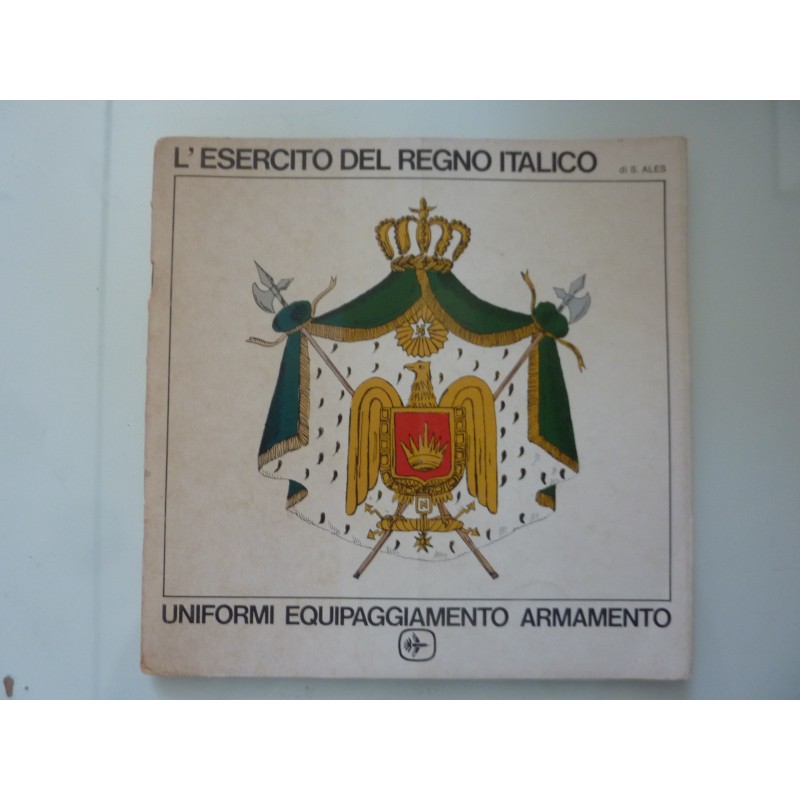 L'ESERCITO DEL REGNO ITALICO di S. ALES
N
UNIFORMI EQUIPAGGIAMENTO ARMAMENTO